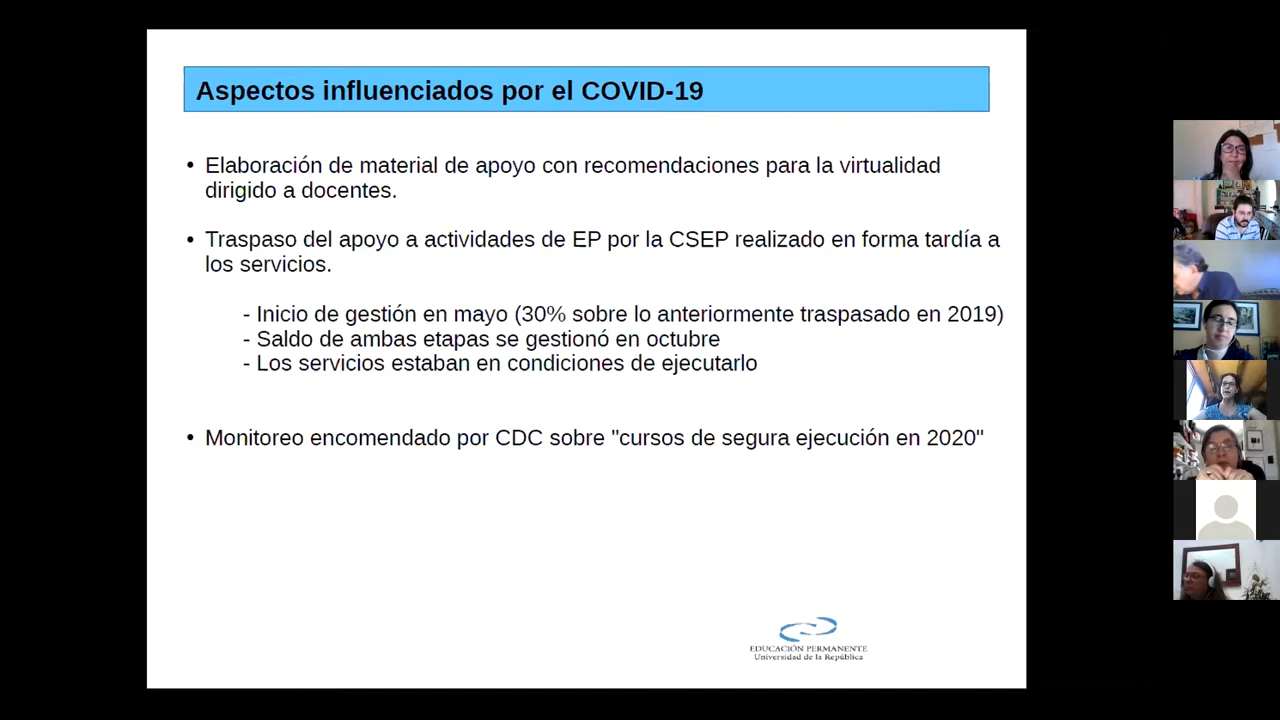 Aspectos influenciados por el COVID-19
• Elaboración de material de apoyo con recomendaciones para la virtualidad
dirigido a docentes.
• Traspaso del apoyo a actividades de EP por la CSEP realizado en forma tardía a
los servicios.
- Inicio de gestión en mayo (30% sobre lo anteriormente traspasado en 2019)
- Saldo de ambas etapas se gestionó en octubre
- Los servicios estaban en condiciones de ejecutarlo
• Monitoreo encomendado por CDC sobre "cursos de segura ejecución en 2020"
EDUCACIÓN PERMANENTE
Universidad de la República